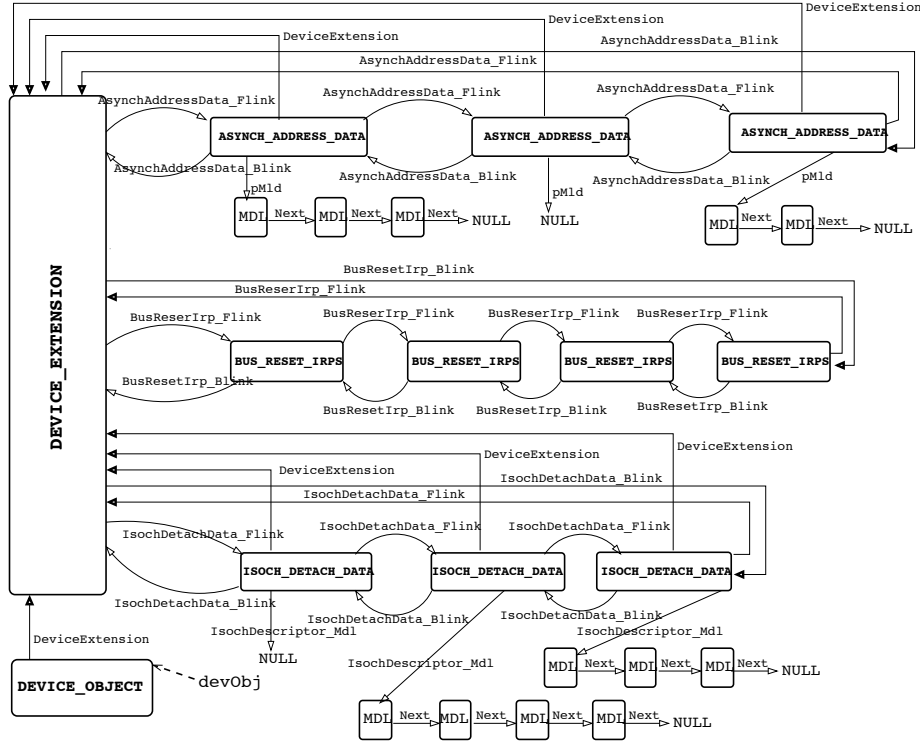 DeviceExtension
DeviceExtension
DeviceExtension
AsynchAddressData_Blink
AsynchAddressData_Flink
AsynchAddressData_Flink
AsynchAddressData_Flink
AsynchAddressData_Flink
ASYNCH_ADDRESS_DATA
ASYNCH_ADDRESS_DATA
ASYNCH_ADDRESS_DATA
AsynchAddressData_Blink
AsynchAddressData_Blink
AsynchAddressData_Blink
pMld
pMld
pMld
MDL Next MDL Next MDL Next NULL
NULL
MDL Next MDL Next NULL
DEVICE_EXTENSION
BusResetIrp_Blink
BusReserIrp_Flink
BusReserIrp_Flink
BusReserIrp_Flink
BusReserIrp_Flink
BusReserIrp_Flink
BUS_RESET_IRPS
BUS_RESET_IRPS
BUS_RESET_IRPS
BUS_RESET_IRPS
BusResetIrp_Blink
BusResetIrp_Blink
BusResetIrp_Blink
BusResetIrp_Blink
DeviceExtension
DeviceExtension
DeviceExtension
IsochDetachData_Blink
IsochDetachData_Flink
IsochDetachData_Flink
IsochDetachData_Flink
IsochDetachData_Flink
ISOCH_DETACH_DATA
ISOCH_DETACH_DATA
ISOCH_DETACH_DATA
IsochDetachData_Blink
IsochDetachData_Blink
IsochDetachData_Blink
IsochDescriptor_Mdl
IsochDescriptor_Mdl
IsochDescriptor_Mdl
NULL
MDL Next MDL Next MDL Next NULL
MDL Next MDL Next MDL Next MDL Next NULL
DeviceExtension
DEVICE_OBJECT
devObj